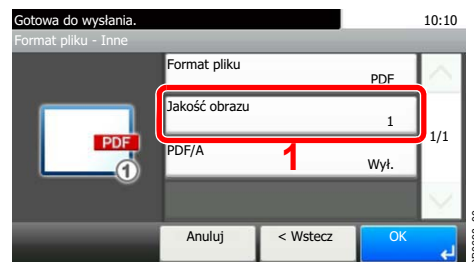 Gotowa do wysłania.
10:10
Format pliku - Inne
Format pliku
PDF
Jakość obrazu
1
1/1
PDF
1
PDF/A
1
Wył.
Anuluj
< Wstecz
OK